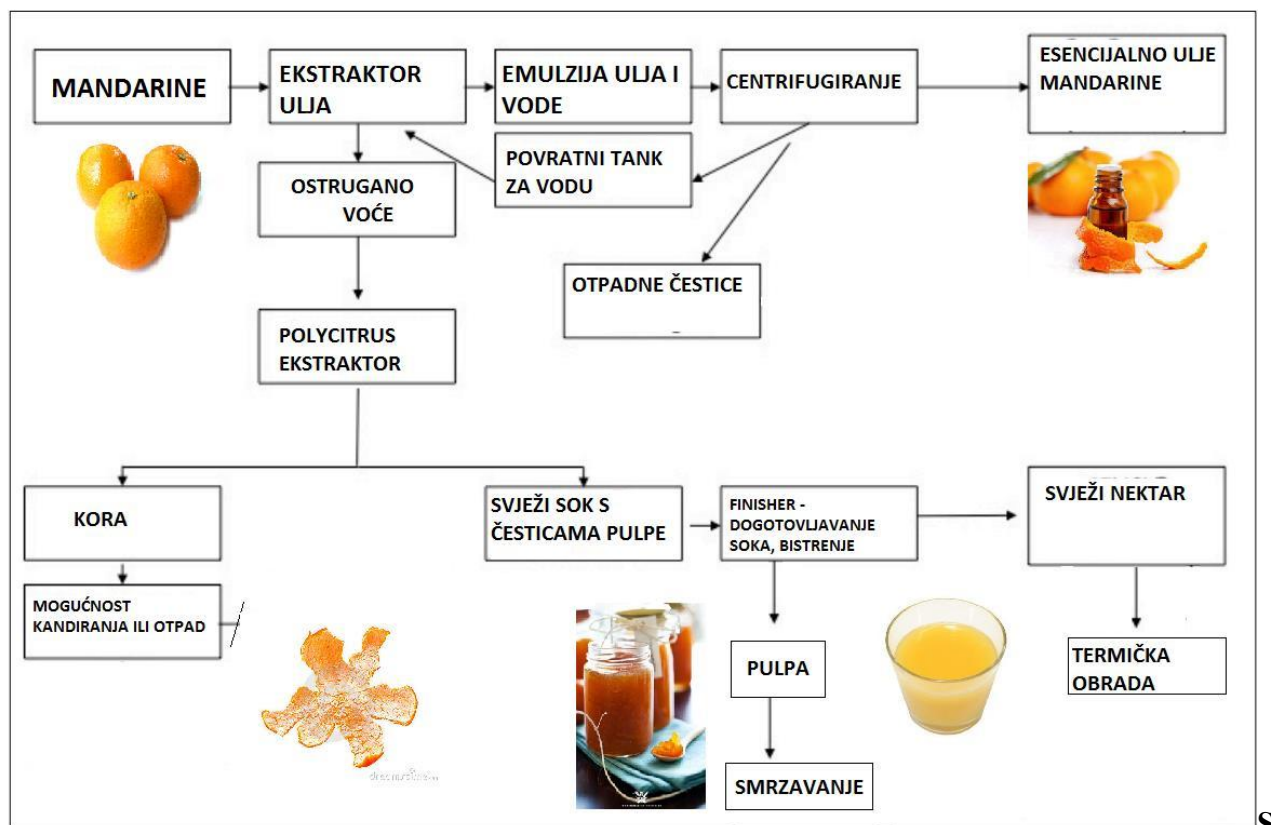 MANDARINE
EKSTRAKTOR
ULJA
EMULZIJA ULJA I
VODE
CENTRIFUGIRANJE
ESENCIJALNO ULJE
MANDARINE
POVRATNI TANK
ZA VODU
OSTRUGANO
VOĆE
OTPADNE ČESTICE
POLYCITRUS
EKSTRAKTOR
KORA
SVJEŽI SOK S
ČESTICAMA PULPE
FINISHER -
DOGOTOVLJAVANJE
SOKA, BISTRENJE
SVJEŽI NEKTAR
MOGUĆNOST
KANDIRANJA ILI OTPAD
PULPA
TERMIČKA
OBRADA
SMRZAVANJE
S